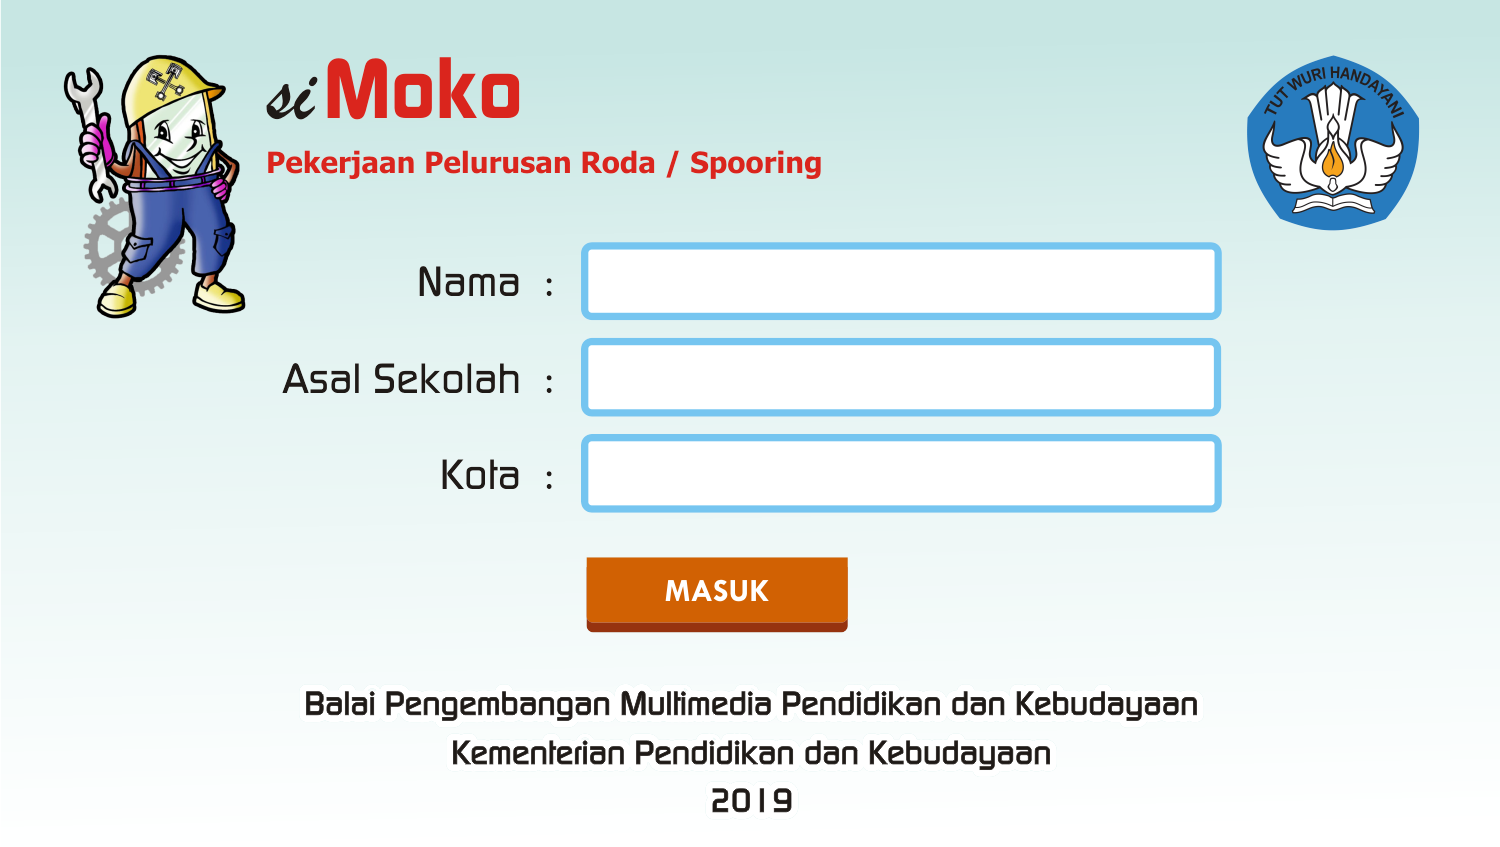 si Moko
TUT WURI HANDAYANI
Pekerjaan Pelurusan Roda / Spooring
Nama :
Asal Sekolah :
Kota :
MASUK
Balai Pengembangan Multimedia Pendidikan dan Kebudayaan
Kementerian Pendidikan dan Kebudayaan
2019